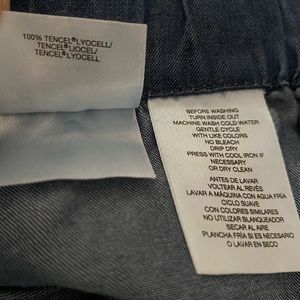 100% TENCEL®LYOCELL/
TENCEL®LIOCEL/
TENCEL®LYOCELL
BEFORE WASHING
TURN INSIDE OUT
MACHINE WASH COLD WATER
GENTLE CYCLE
WITH LIKE COLORS
NO BLEACH
DRIP DRY
PRESS WITH COOL IRON IF
NECESSARY
OR DRY CLEAN
ANTES DE LAVAR
VOLTEAR AL REVÉS
LAVAR A MÁQUINA CON AGUA FRÍA
CICLO SUAVE
CON COLORES SIMILARES
NO UTILIZAR BLANQUEADOR
SECAR AL AIRE
PLANCHA FRÍA SI ES NECESARIO
O LAVAR EN SECO